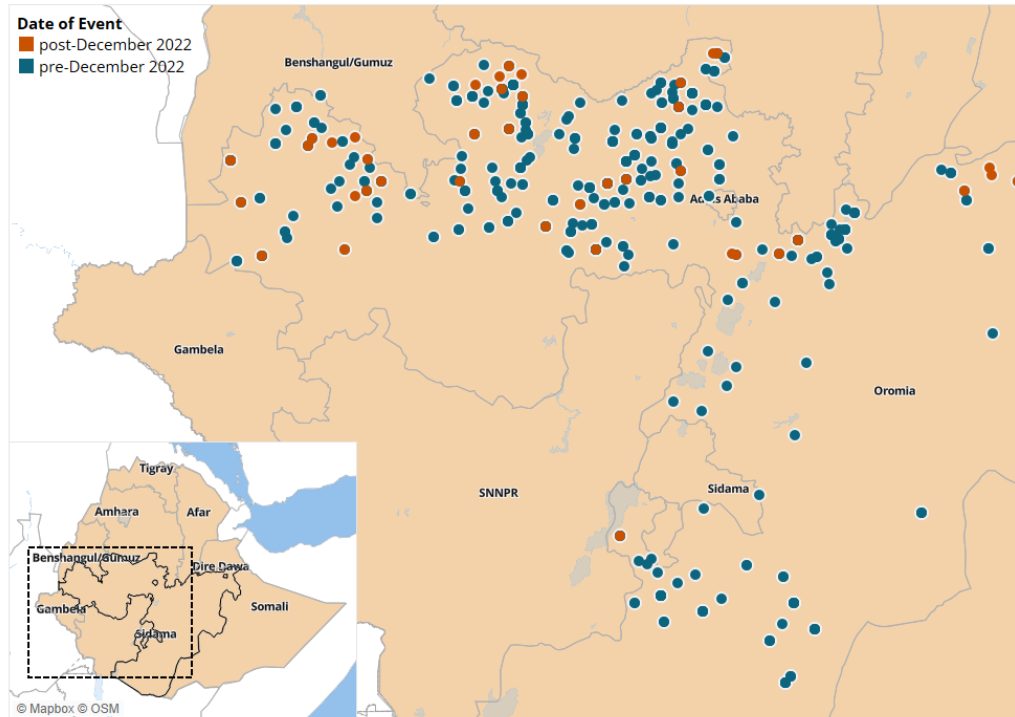 Date of Event
post-December 2022
pre-December 2022
Benshangul/Gumuz
Addis Ababa
Gambela
Oromia
SNNPR
Sidama
Tigray
Amhara
Afar
Benshangul/Gumuz
Dire Dawa
Gambela
Somali
Sidama
© Mapbox © OSM